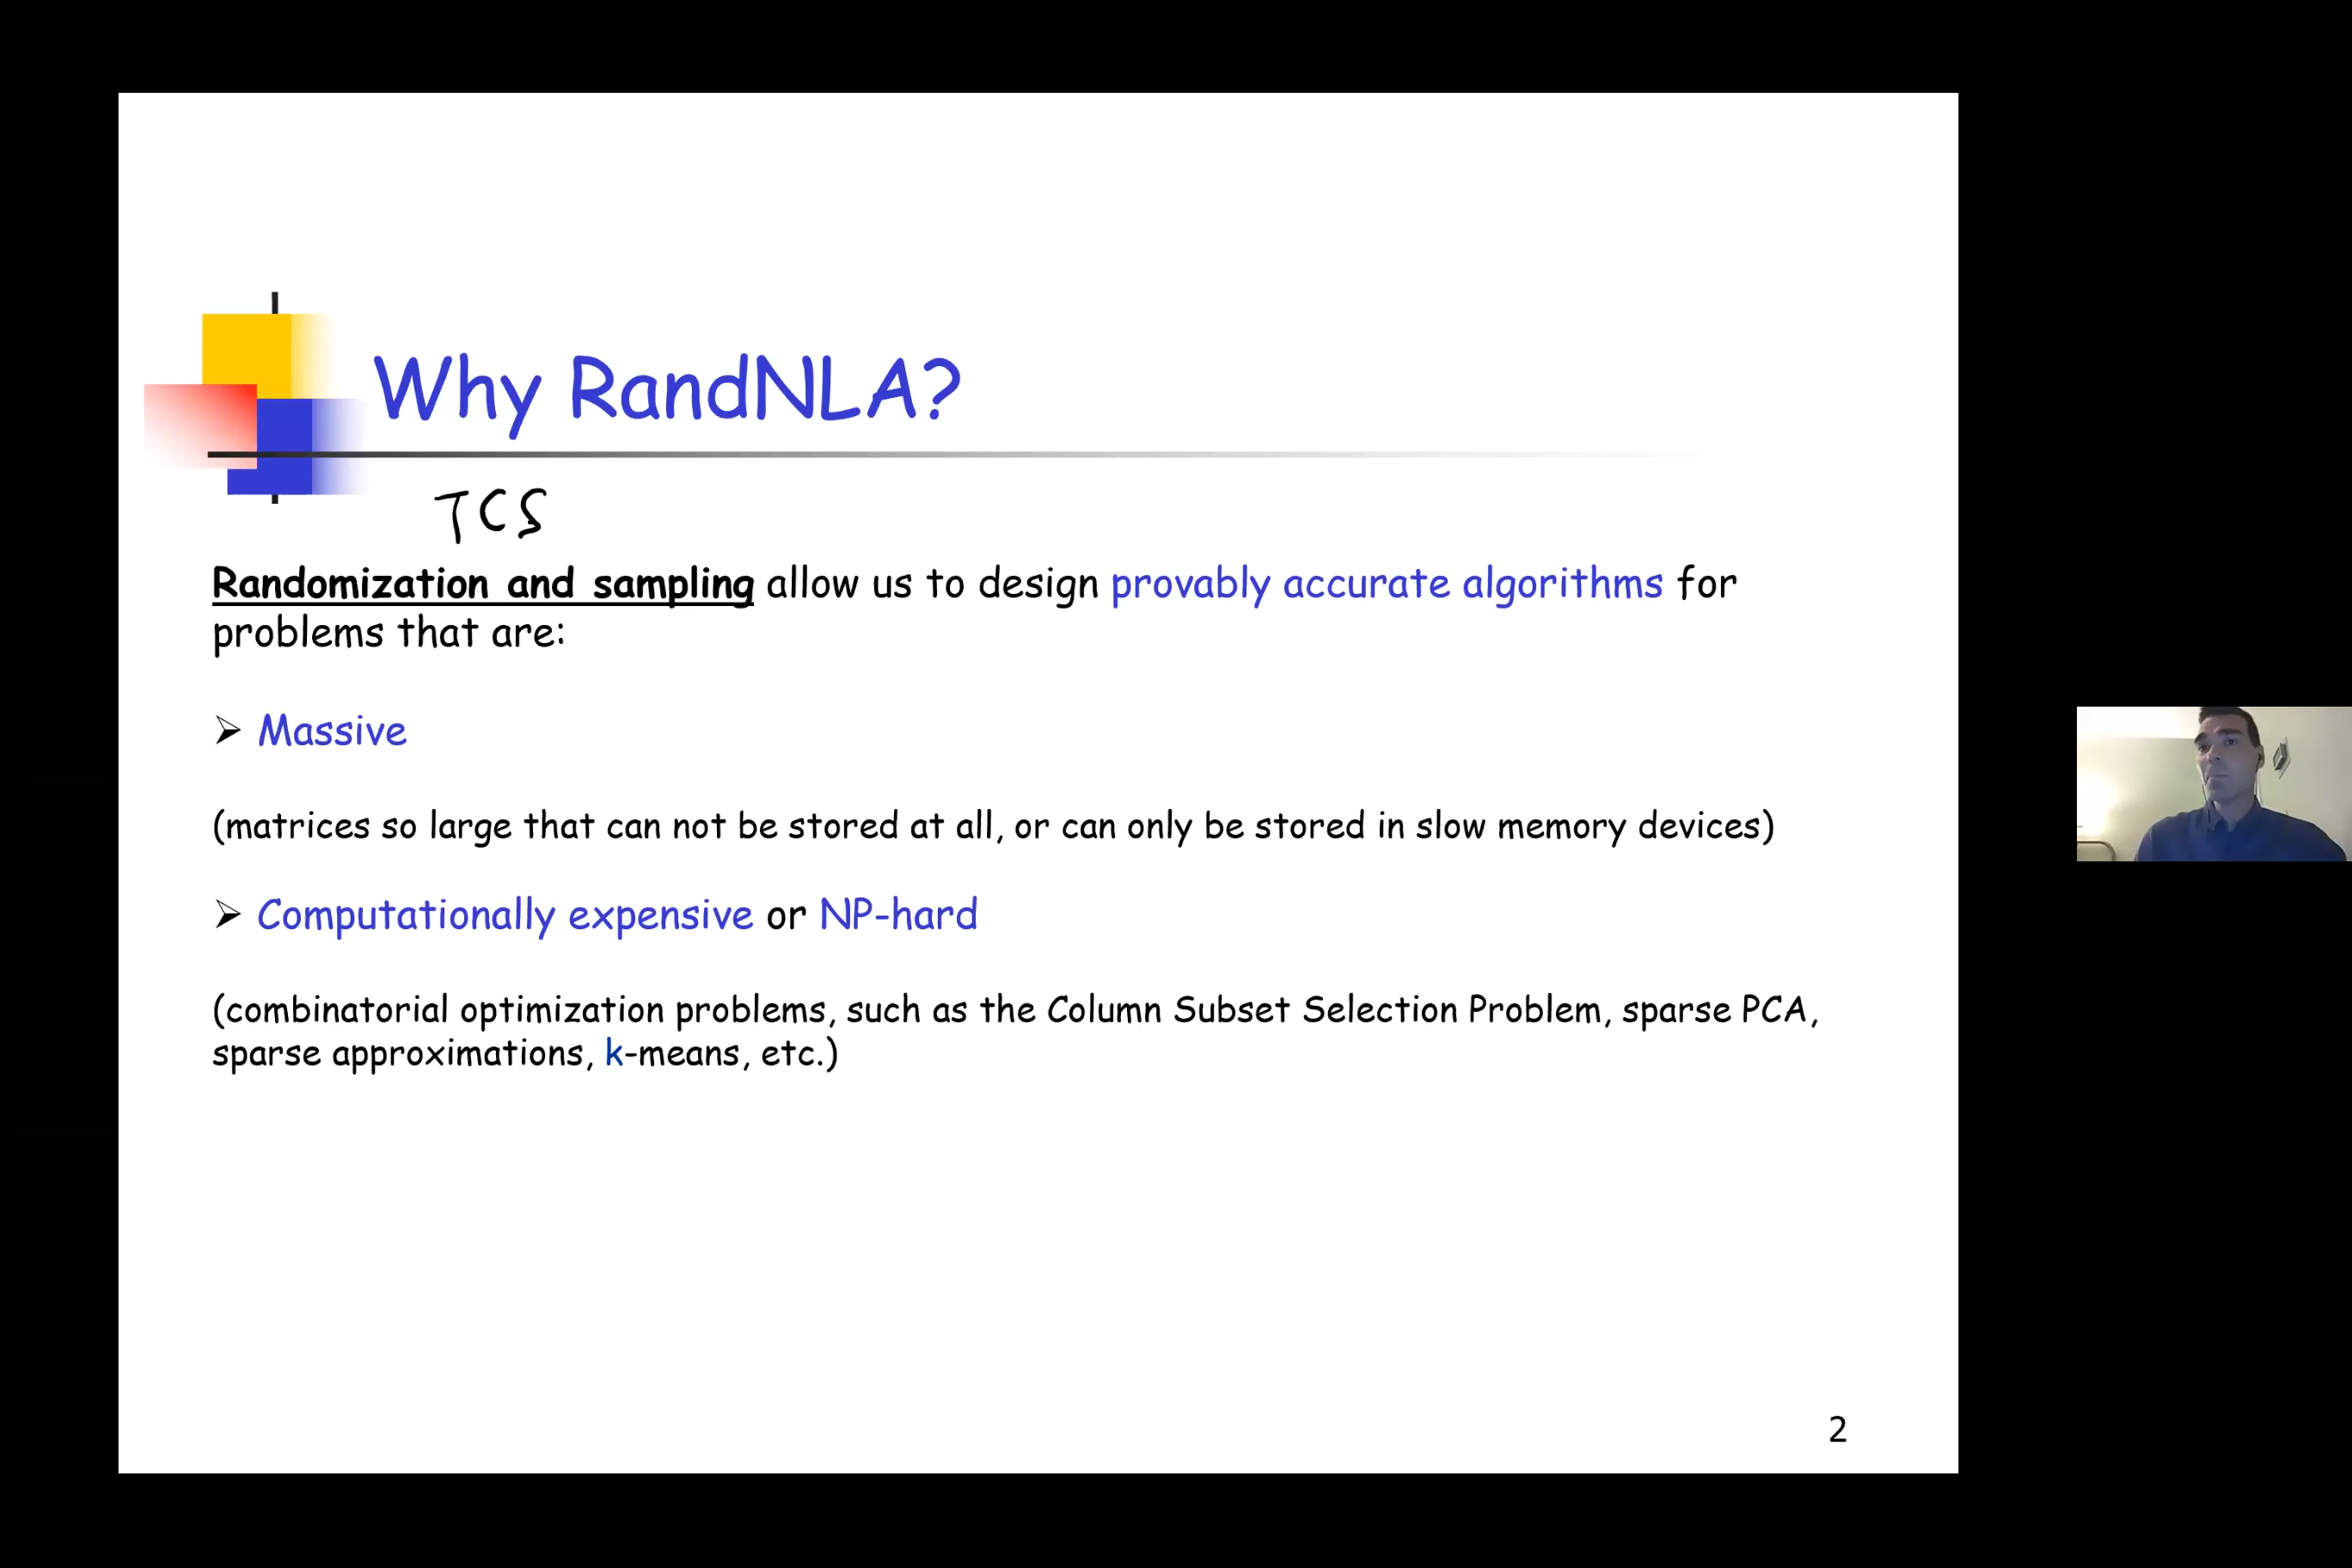 Why RandNLA?
TCS
Randomization and sampling allow us to design provably accurate algorithms for
problems that are:
➢ Massive
(matrices so large that can not be stored at all, or can only be stored in slow memory devices)
➢ Computationally expensive or NP-hard
(combinatorial optimization problems, such as the Column Subset Selection Problem, sparse PCA,
sparse approximations, k-means, etc.)
2